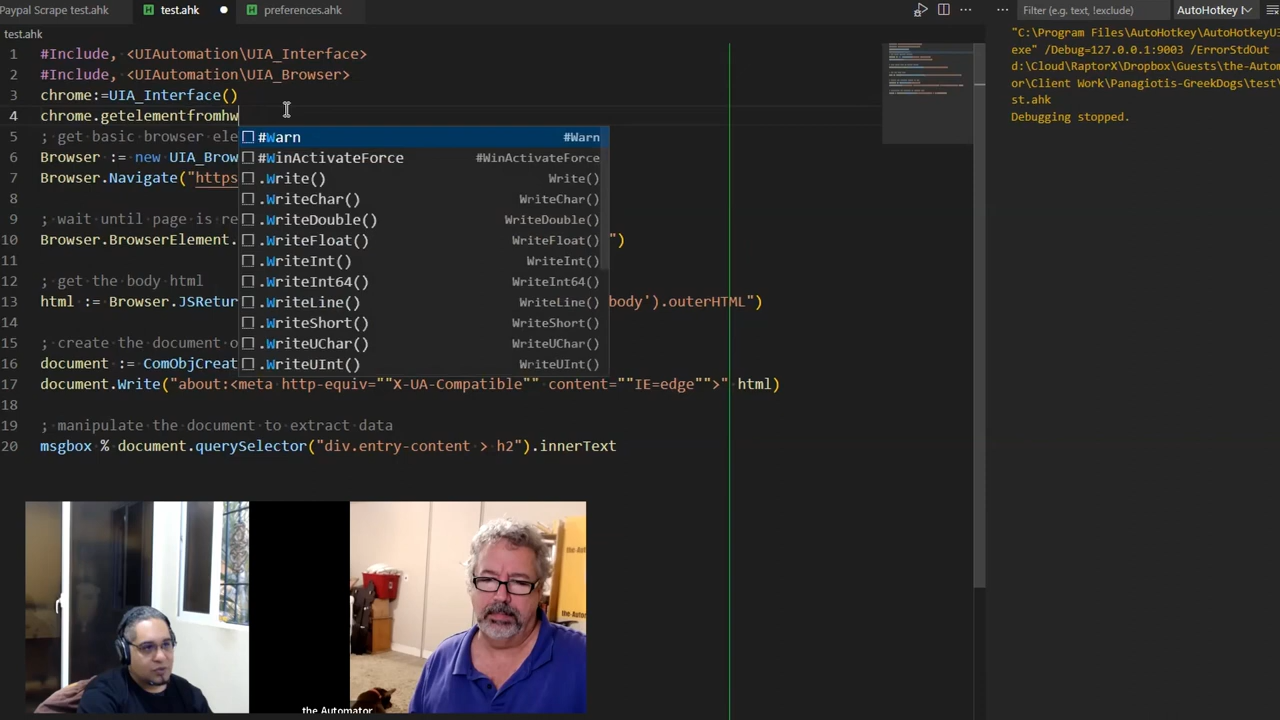 Paypal Scrape test.ahk
test.ahk
preferences.ahk
test.ahk
1 #Include, <UIAutomation\UIA_Interface>
2 #Include, <UIAutomation\UIA_Browser>
3 chrome:=UIA_Interface()
4 chrome.getelementfromhw
5 ; get basic browser ele
6 Browser := new UIA_Brow
7 Browser.Navigate("https
8
9 ; wait until page is re
10 Browser.BrowserElement. ")
11
12 ; get the body html
13 html := Browser.JSRetur body').outerHTML")
14
15 ; create the document o
16 document := ComObjCreat
17 document.Write("about:<meta http-equiv=""X-UA-Compatible"" content=""IE=edge"">" html)
18
19 ; manipulate the document to extract data
20 msgbox % document.querySelector("div.entry-content > h2").innerText
#Warn #Warn
#WinActivateForce #WinActivateForce
.Write() Write()
.WriteChar() WriteChar()
.WriteDouble() WriteDouble()
.WriteFloat() WriteFloat()
.WriteInt() WriteInt()
.WriteInt64() WriteInt64()
.WriteLine() WriteLine()
.WriteShort() WriteShort()
.WriteUChar() WriteUChar()
.WriteUInt() WriteUInt()
Filter (e.g. text, !exclude)
AutoHotkey
"C:\Program Files\AutoHotkey\AutoHotkeyU3
exe" /Debug=127.0.0.1:9003 /ErrorStdOut
d:\Cloud\RaptorX\Dropbox\Guests\the-Autom
or\Client Work\Panagiotis-GreekDogs\test\
st.ahk
Debugging stopped.
the Automator